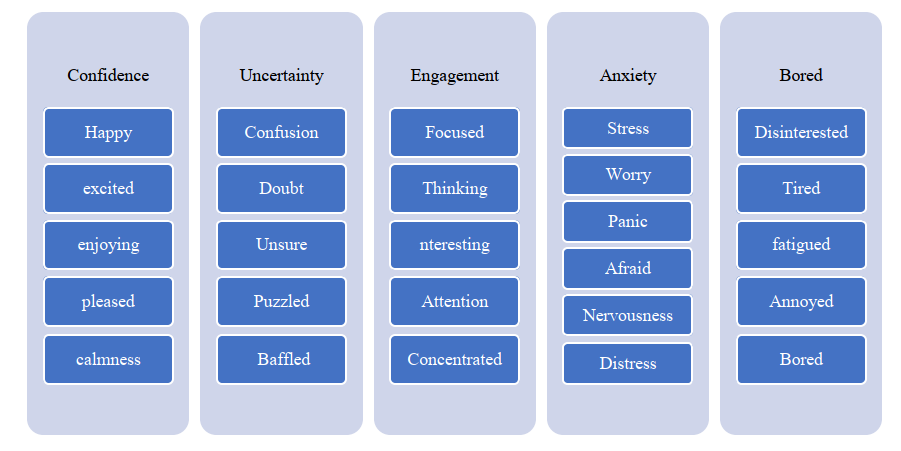 Confidence
Happy
excited
enjoying
pleased
calmness
Uncertainty
Confusion
Doubt
Unsure
Puzzled
Baffled
Engagement
Focused
Thinking
nteresting
Attention
Concentrated
Anxiety
Stress
Worry
Panic
Afraid
Nervousness
Distress
Bored
Disinterested
Tired
fatigued
Annoyed
Bored